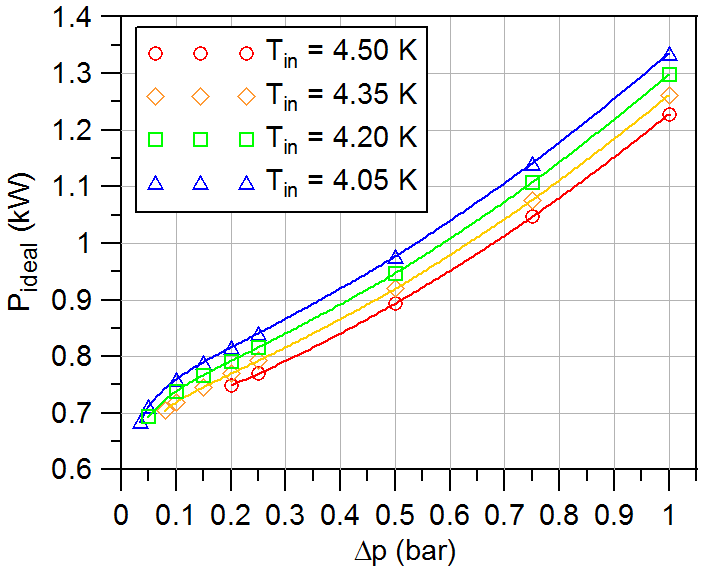 1.4
1.3
1.2
1.1
1
0.9
0.8
0.7
0.6
P_ideal (kW)
T_in = 4.50 K
T_in = 4.35 K
T_in = 4.20 K
T_in = 4.05 K
0 0.1 0.2 0.3 0.4 0.5 0.6 0.7 0.8 0.9 1
Δp (bar)